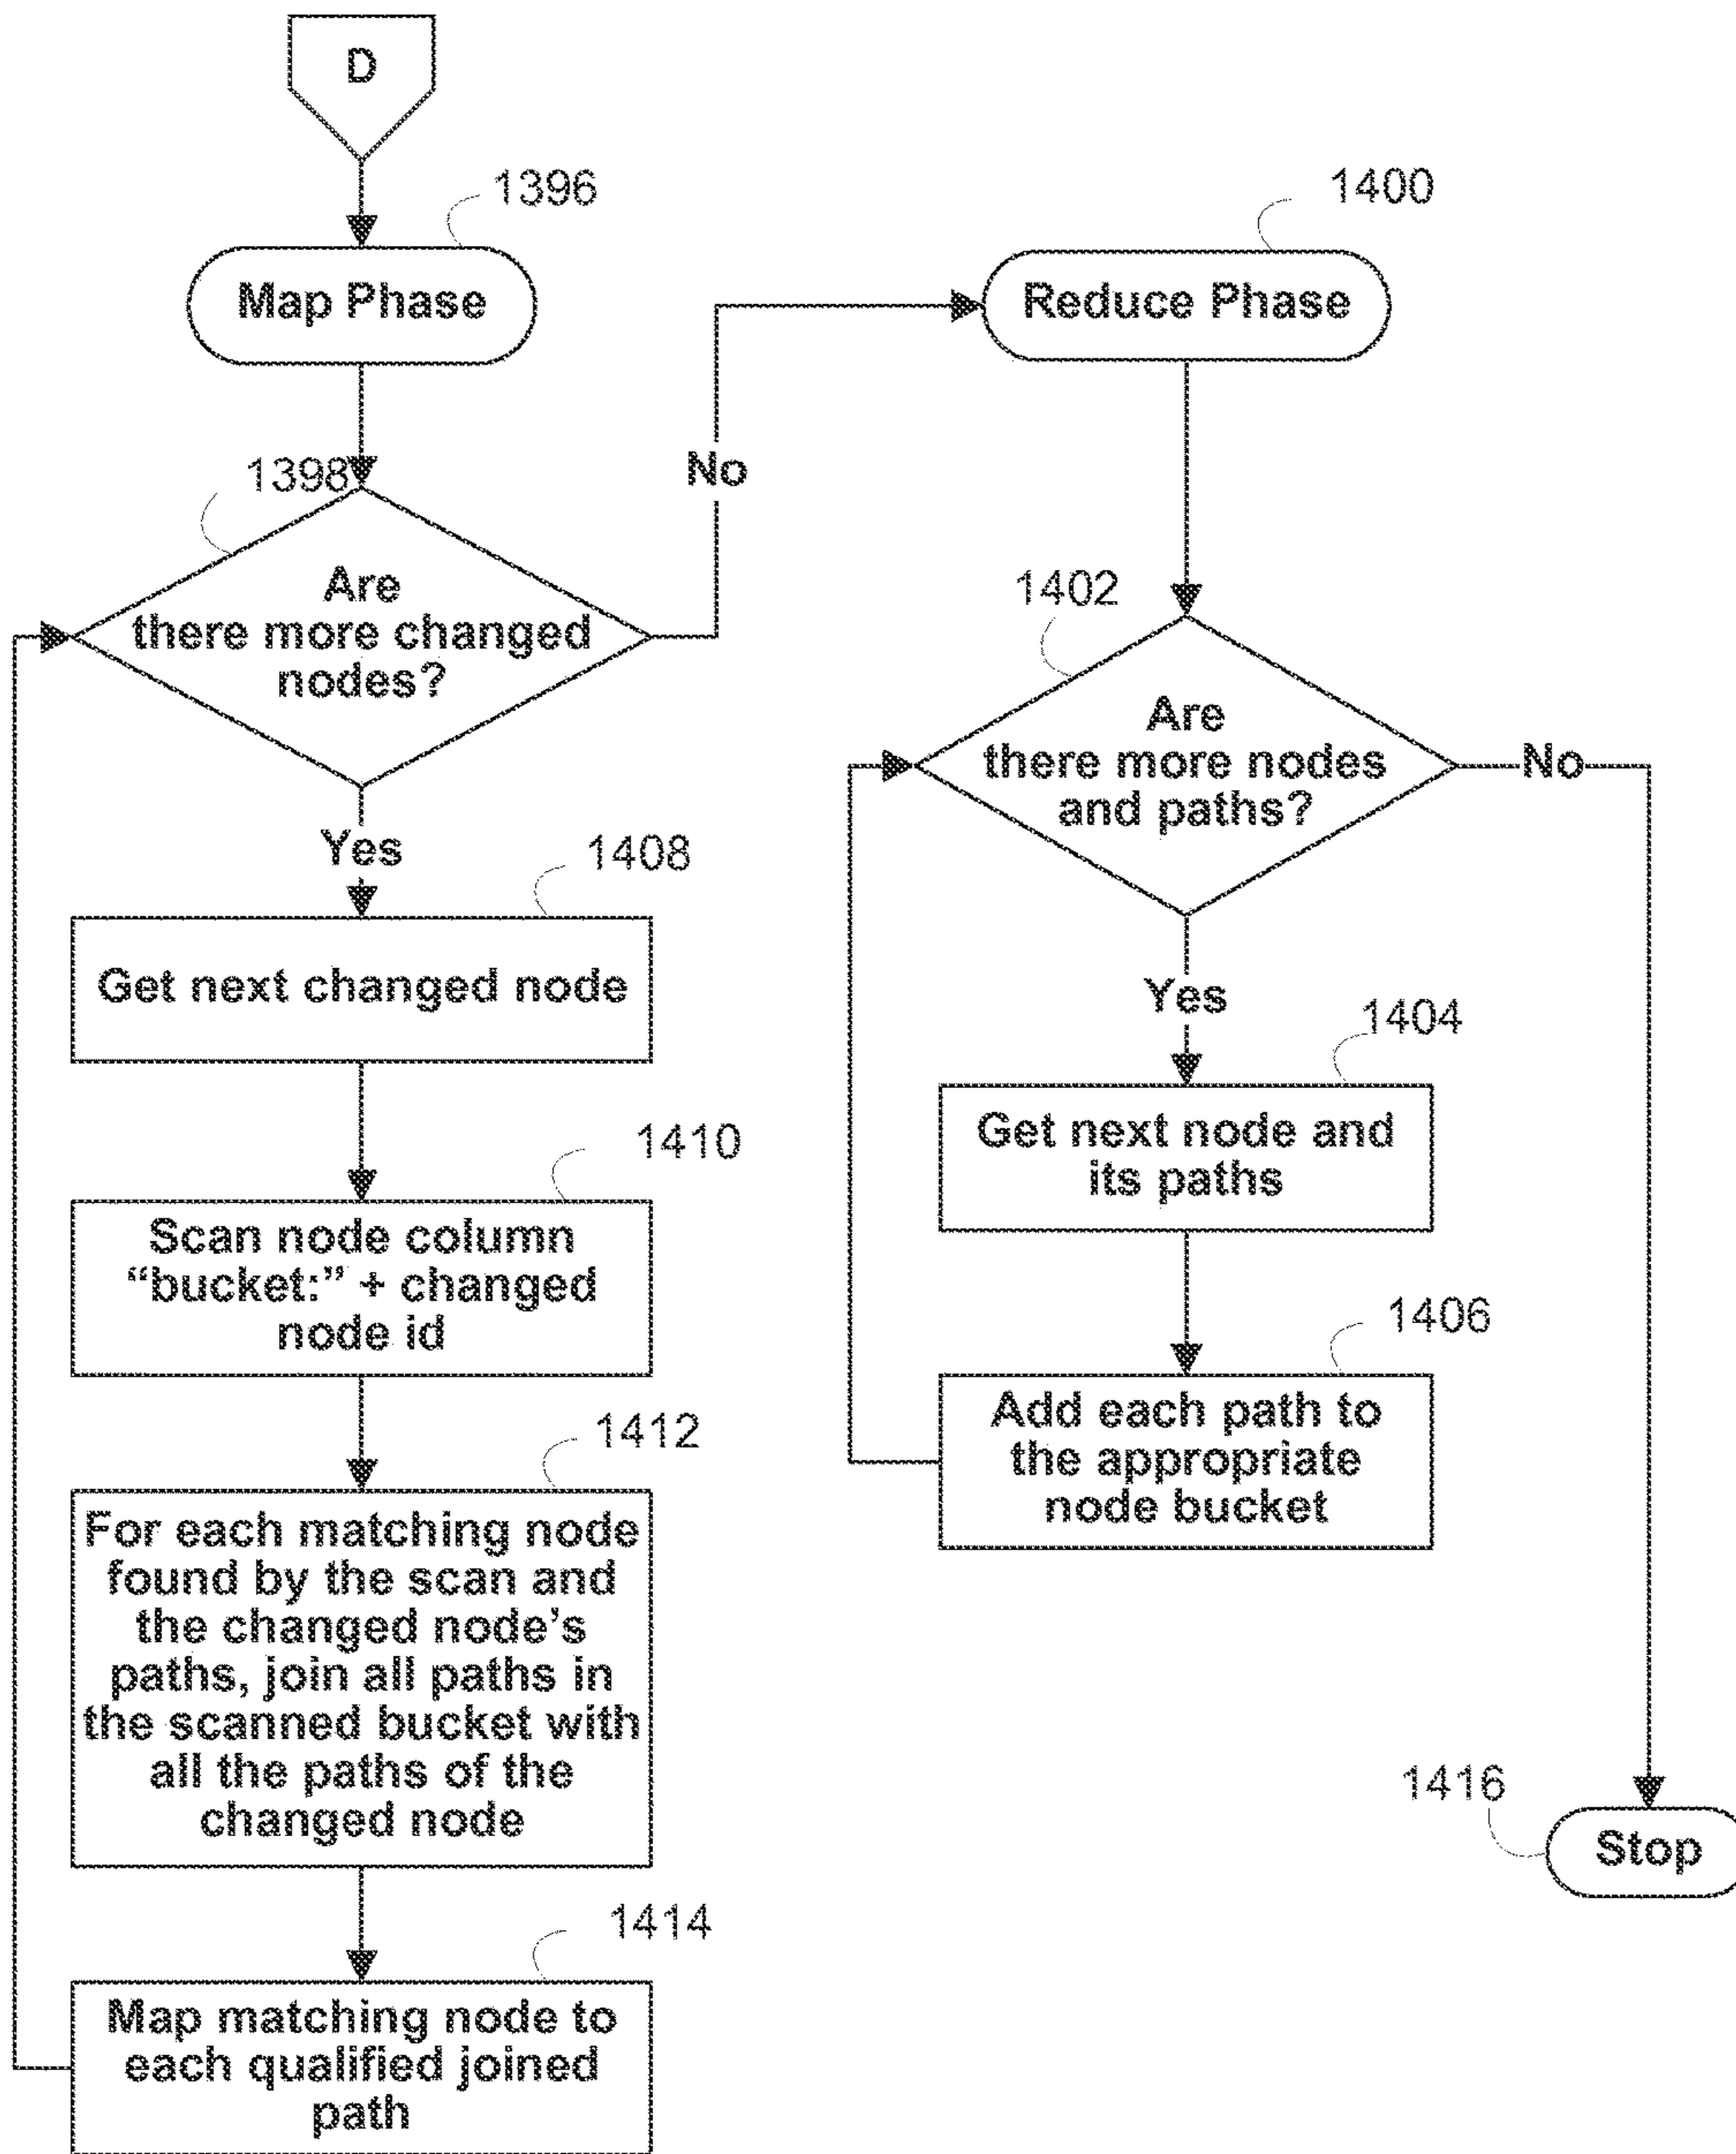 D
1396
Map Phase
1398
Are
there more changed
nodes?
No
Yes
1408
Get next changed node
1410
Scan node column
“bucket:” + changed
node id
1412
For each matching node
found by the scan and
the changed node’s
paths, join all paths in
the scanned bucket with
all the paths of the
changed node
1414
Map matching node to
each qualified joined
path
1400
Reduce Phase
1402
Are
there more nodes
and paths?
No
Yes
1404
Get next node and
its paths
1406
Add each path to
the appropriate
node bucket
1416
Stop